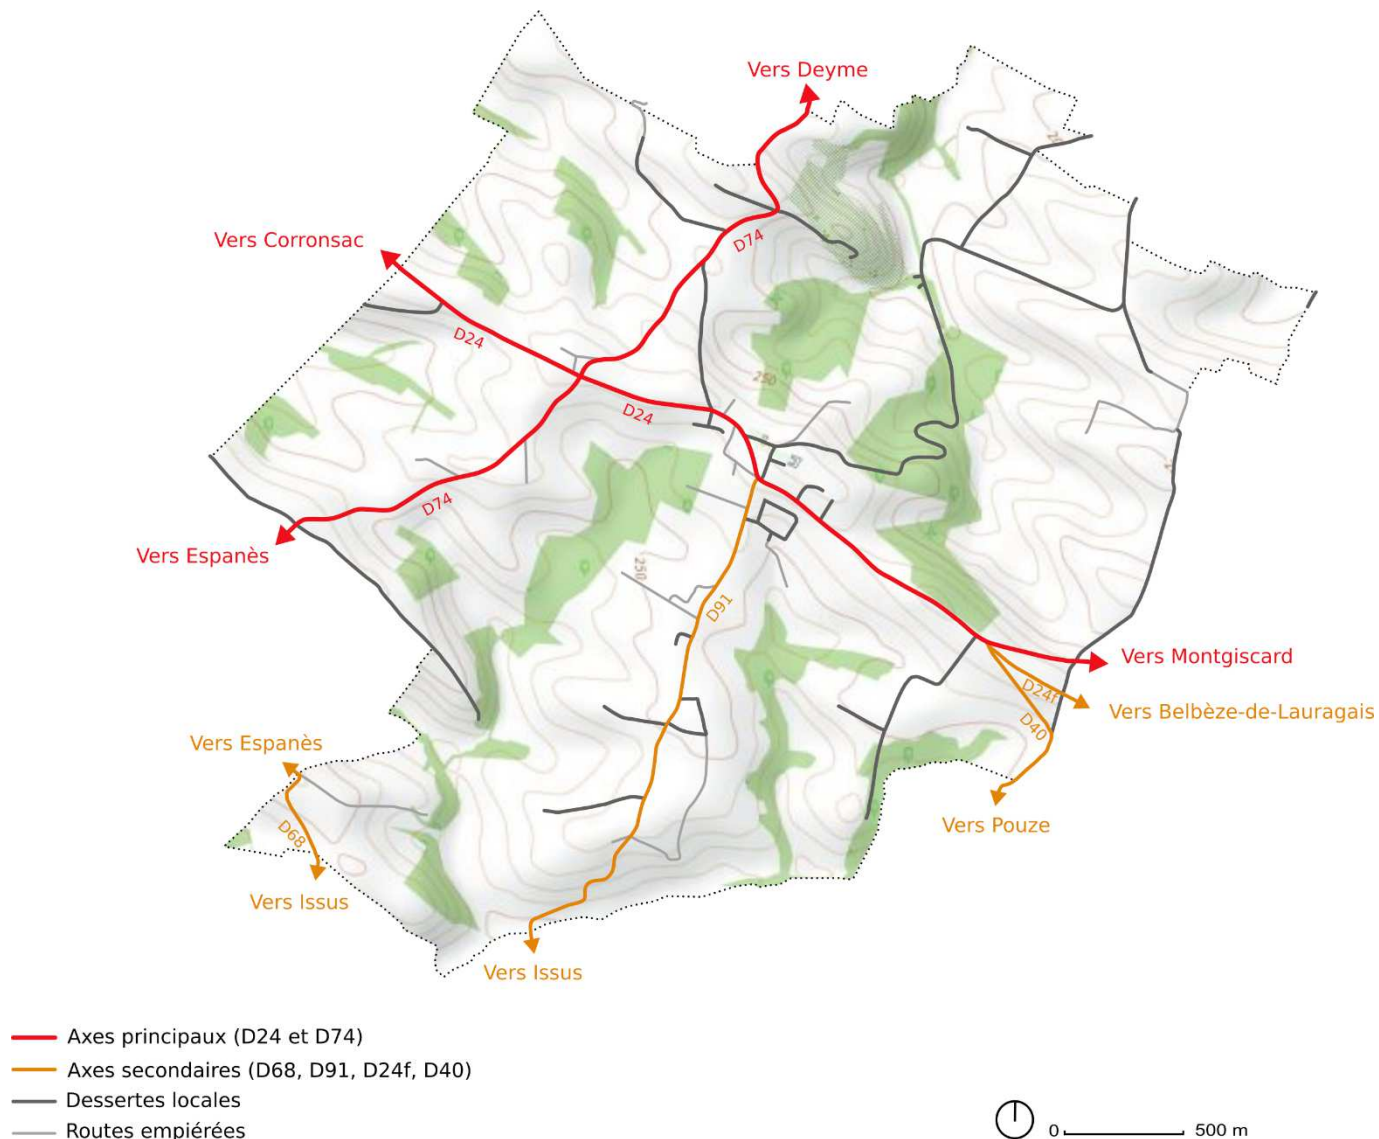 Vers Deyme
Vers Corronsac
D74
D24
250
D24
D74
Vers Espanès
250
D91
Vers Montgiscard
D24f
Vers Belbèze-de-Lauragais
D40
Vers Espanès
Vers Pouze
D68
Vers Issus
Vers Issus
Axes principaux (D24 et D74)
Axes secondaires (D68, D91, D24f, D40)
Dessertes locales
Routes empiérées
0 500 m